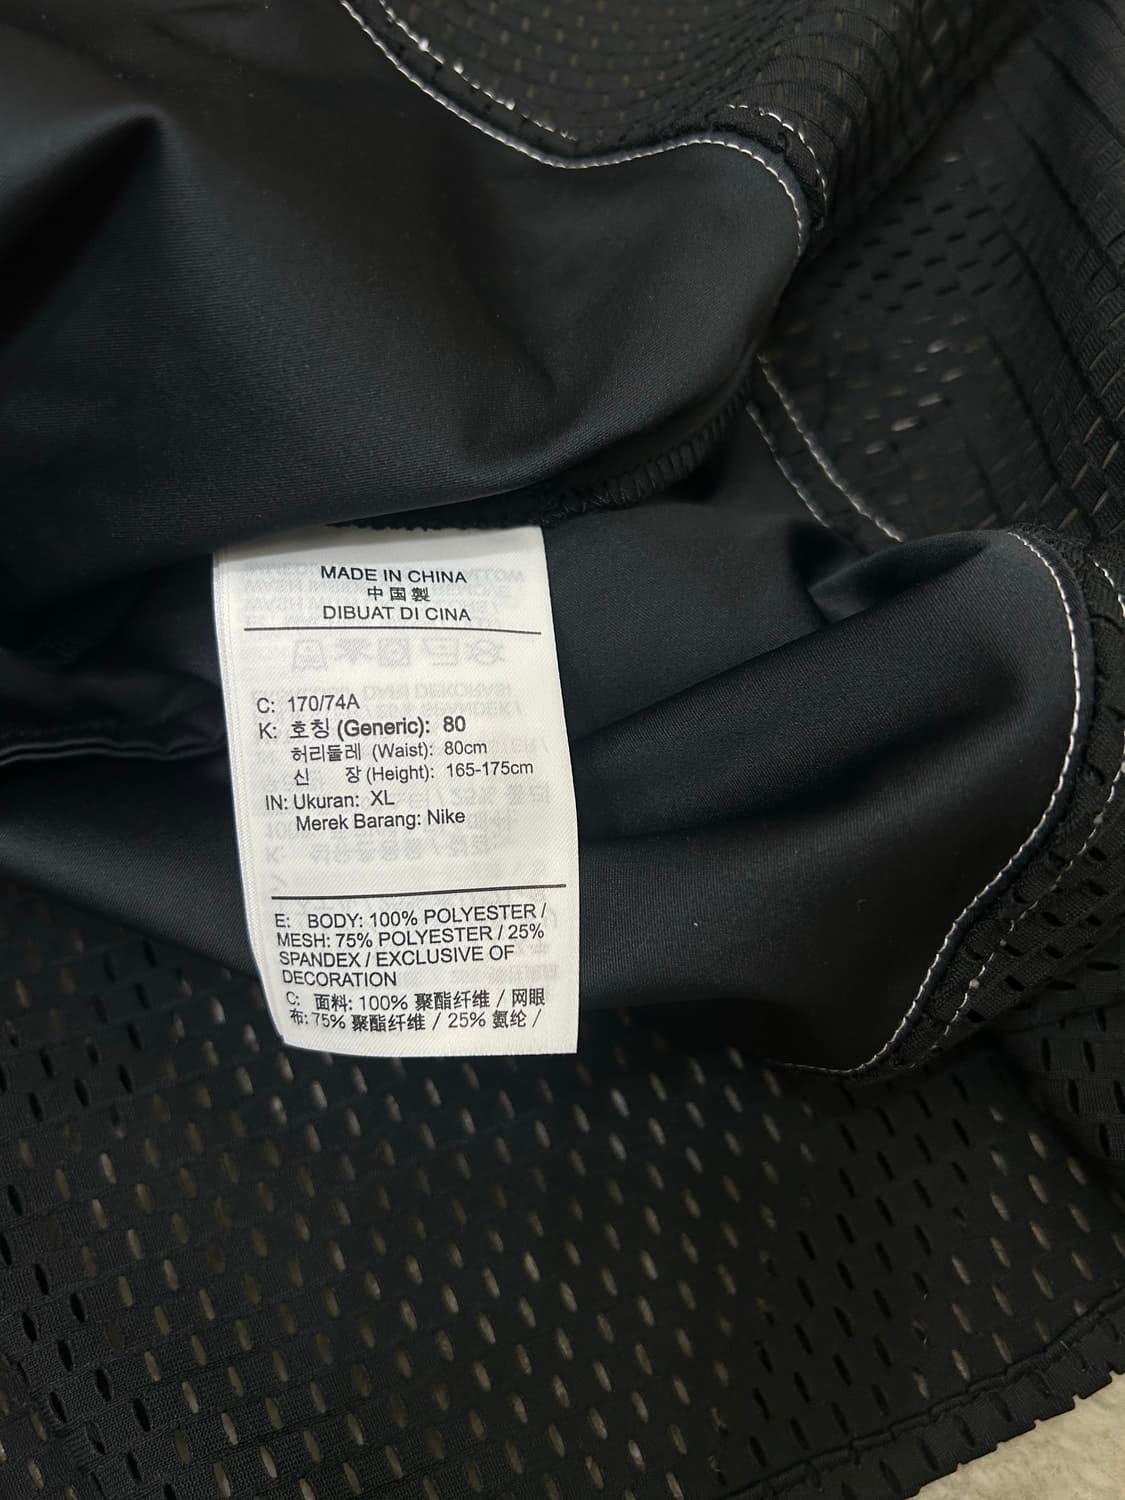 MADE IN CHINA
中国製
DIBUAT DI CINA
C: 170/74A
K: 호칭 (Generic): 80
허리둘레 (Waist): 80cm
신 장 (Height): 165-175cm
IN: Ukuran: XL
Merek Barang: Nike
E: BODY: 100% POLYESTER /
MESH: 75% POLYESTER / 25%
SPANDEX / EXCLUSIVE OF
DECORATION
C: 面料: 100% 聚酯纤维 / 网眼
布: 75% 聚酯纤维 / 25% 氨纶 /